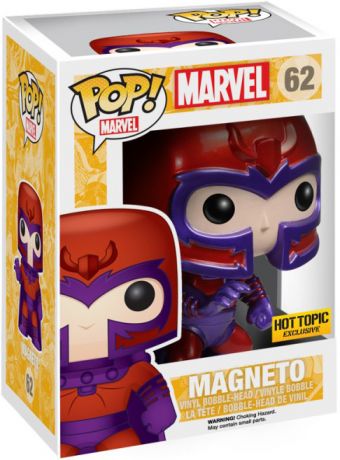 POP!
MARVEL
MARVEL
62
HOT TOPIC
EXCLUSIVE
62
MAGNETO
VINYL BOBBLE-HEAD / VINYLE BOBBLE
LA TÊTE / BOBBLE-HEAD DE VINIL
WARNING! Choking Hazard.
May contain small parts.